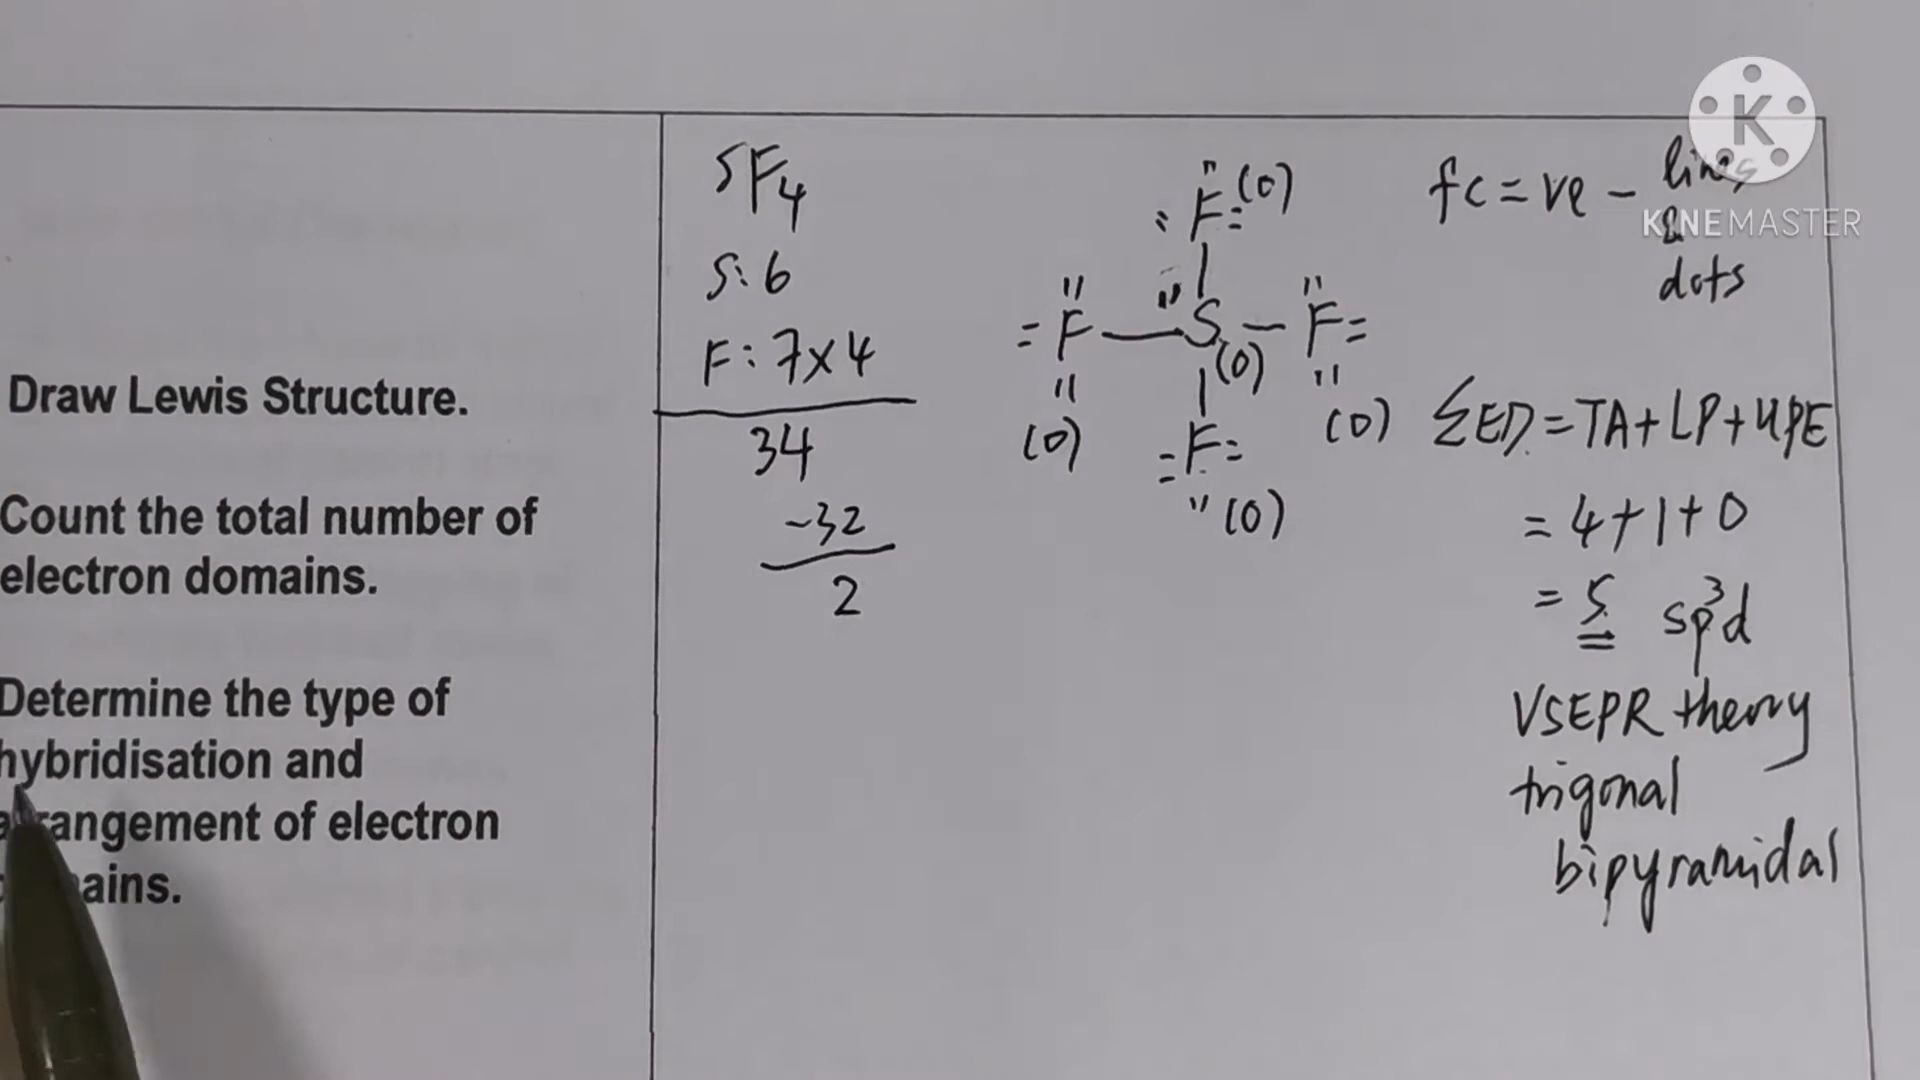 Draw Lewis Structure.
Count the total number of
electron domains.
Determine the type of
hybridisation and
arrangement of electron
ains.
SF4
S: 6
F: 7x4
34
-32
2
F (0)
F — S — F
(0)
F
(0)
(0)
(0)
fc = ve - lines
&
dots
ΣED = TA + LP + UPE
= 4 + 1 + 0
= 5 sp³d
VSEPR theory
trigonal
bipyramidal
K
KINEMASTER